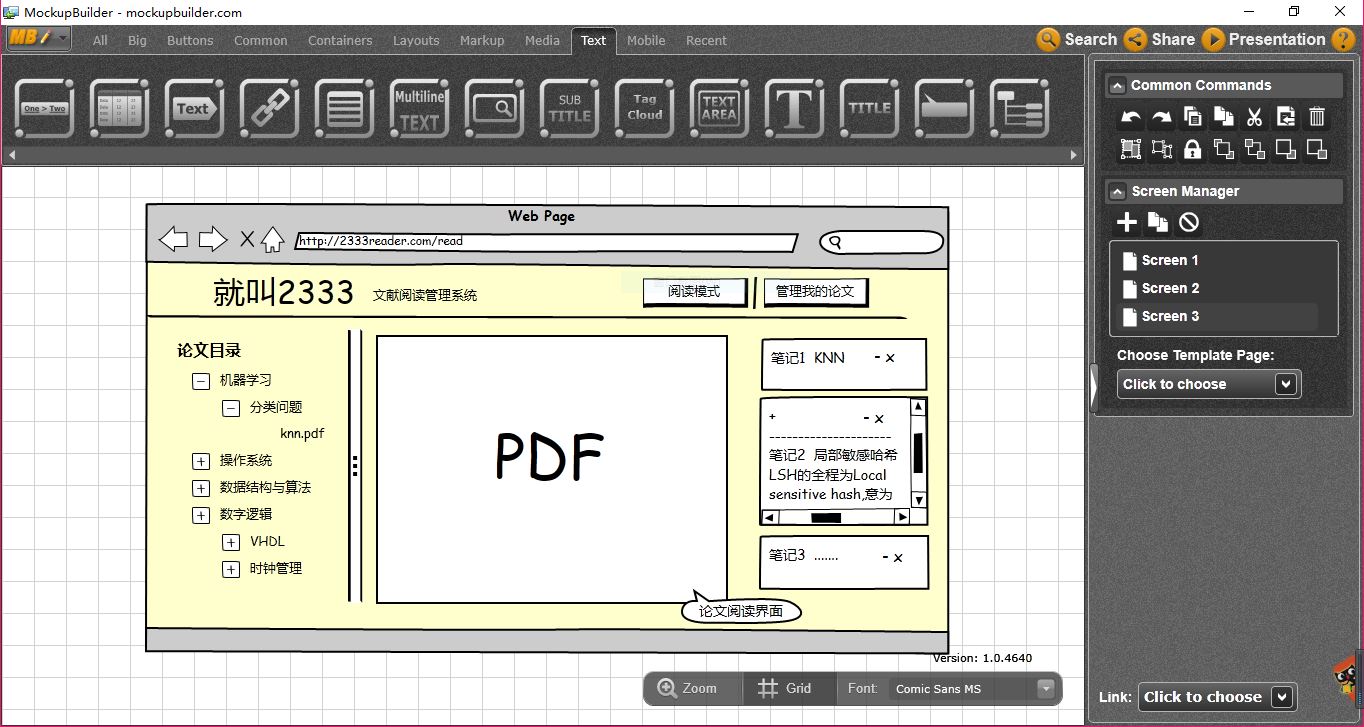 MockupBuilder - mockupbuilder.com
MB
All Big Buttons Common Containers Layouts Markup Media Text Mobile Recent
Search Share Presentation ?
One > Two
Text
Multiline
TEXT
SUB
TITLE
Tag
Cloud
TEXT
AREA
T
TITLE
Common Commands
Screen Manager
Screen 1
Screen 2
Screen 3
Choose Template Page:
Click to choose
Web Page
http://2333reader.com/read
就叫2333 文献阅读管理系统 阅读模式 管理我的论文
论文目录
− 机器学习
− 分类问题
knn.pdf
+ 操作系统
+ 数据结构与算法
+ 数字逻辑
+ VHDL
+ 时钟管理
PDF
论文阅读界面
笔记1 KNN - x
+ - x
---------------------
笔记2 局部敏感哈希
LSH的全程为Local
sensitive hash,意为
笔记3 ....... - x
Version: 1.0.4640
Zoom Grid Font: Comic Sans MS
Link: Click to choose